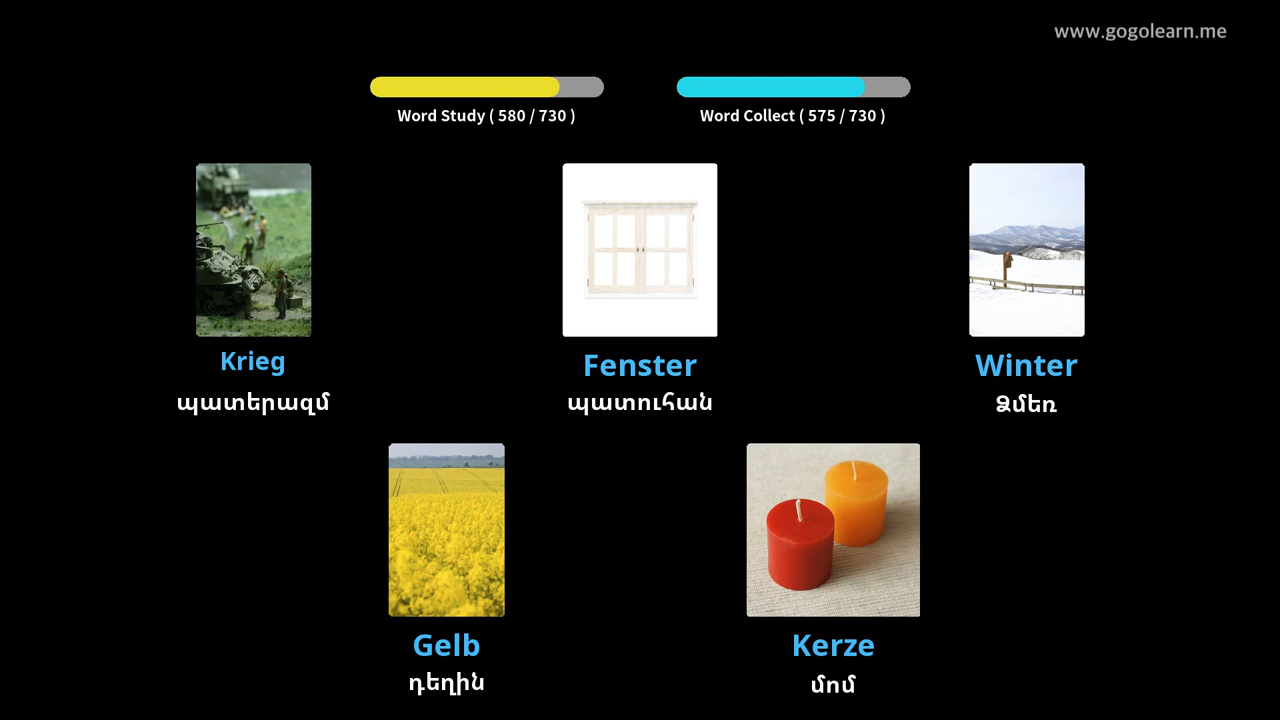 www.gogolearn.me
Word Study ( 580 / 730 )
Word Collect ( 575 / 730 )
Krieg
պատերազմ
Fenster
պատուհան
Winter
Ձմեռ
Gelb
դեղին
Kerze
մոմ